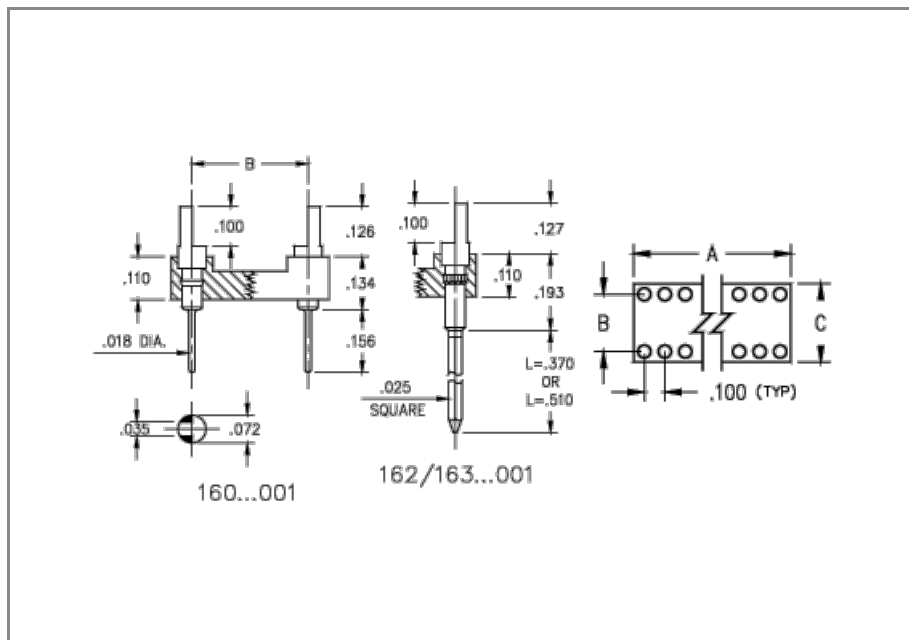 B
.100
.126
.110
.134
.018 DIA.
.156
.035
.072
160...001
.100
.127
.110
.193
.025
SQUARE
L=.370
OR
L=.510
162/163...001
A
B
C
.100 (TYP)